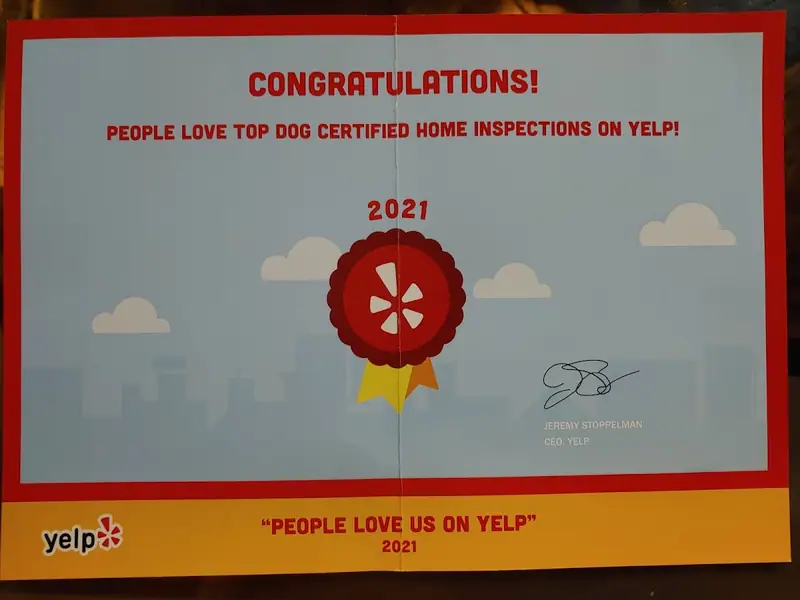 CONGRATULATIONS!
PEOPLE LOVE TOP DOG CERTIFIED HOME INSPECTIONS ON YELP!
2021
JEREMY STOPPELMAN
CEO, YELP
yelp
"PEOPLE LOVE US ON YELP"
2021